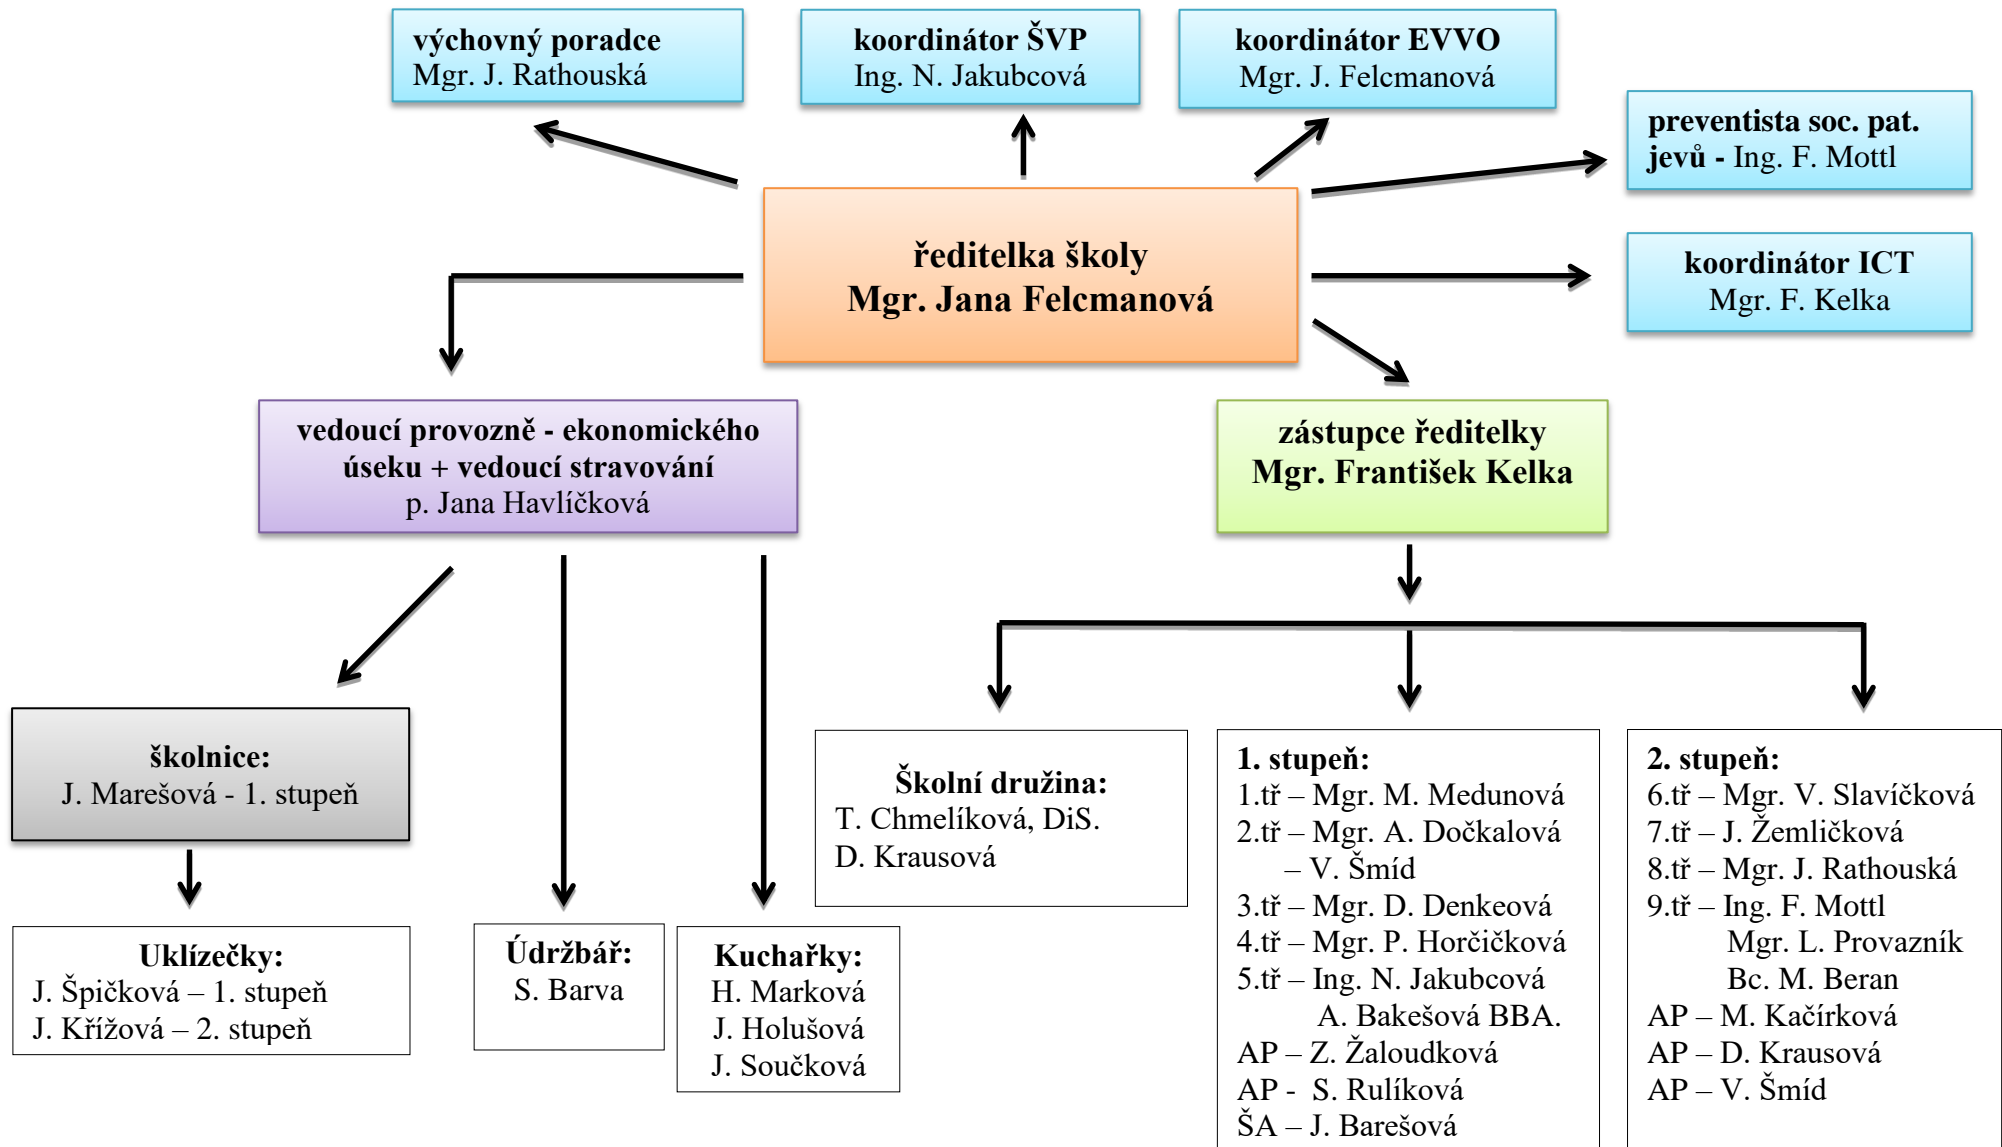 výchovný poradce
Mgr. J. Rathouská
koordinátor ŠVP
Ing. N. Jakubcová
koordinátor EVVO
Mgr. J. Felcmanová
preventista soc. pat.
jevů - Ing. F. Mottl
ředitelka školy
Mgr. Jana Felcmanová
koordinátor ICT
Mgr. F. Kelka
vedoucí provozně - ekonomického
úseku + vedoucí stravování
p. Jana Havlíčková
zástupce ředitelky
Mgr. František Kelka
školnice:
J. Marešová - 1. stupeň
Uklízečky:
J. Špičková – 1. stupeň
J. Křížová – 2. stupeň
Údržbář:
S. Barva
Kuchařky:
H. Marková
J. Holušová
J. Součková
Školní družina:
T. Chmelíková, DiS.
D. Krausová
1. stupeň:
1.tř – Mgr. M. Medunová
2.tř – Mgr. A. Dočkalová
– V. Šmíd
3.tř – Mgr. D. Denkeová
4.tř – Mgr. P. Horčičková
5.tř – Ing. N. Jakubcová
A. Bakešová BBA.
AP – Z. Žaloudková
AP - S. Rulíková
ŠA – J. Barešová
2. stupeň:
6.tř – Mgr. V. Slavíčková
7.tř – J. Žemličková
8.tř – Mgr. J. Rathouská
9.tř – Ing. F. Mottl
Mgr. L. Provazník
Bc. M. Beran
AP – M. Kačírková
AP – D. Krausová
AP – V. Šmíd